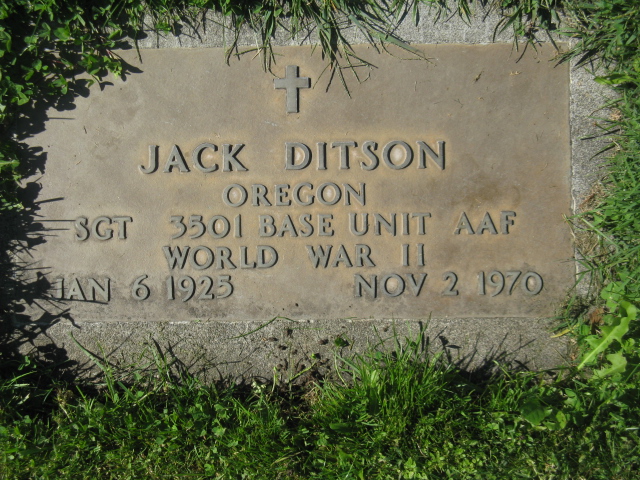 JACK DITSON
OREGON
SGT 3501 BASE UNIT AAF
WORLD WAR II
JAN 6 1925 NOV 2 1970